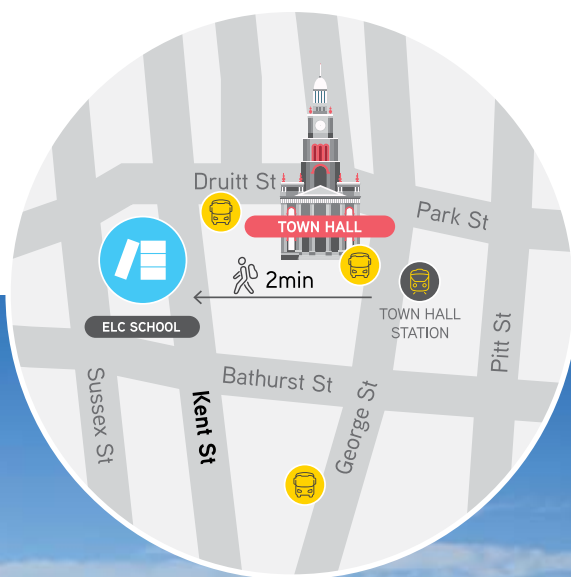 Druitt St
Park St
TOWN HALL
2min
ELC SCHOOL
TOWN HALL
STATION
Pitt St
Bathurst St
Sussex St
Kent St
George St